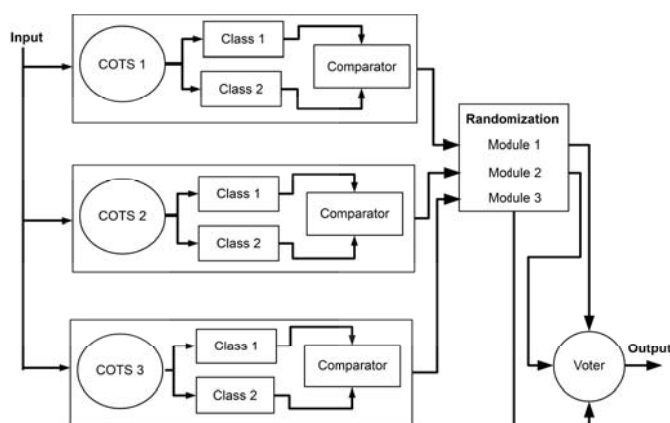 Input
COTS 1
Class 1
Class 2
Comparator
Randomization
Module 1
Module 2
Module 3
COTS 2
Class 1
Class 2
Comparator
COTS 3
Class 1
Class 2
Comparator
Voter
Output